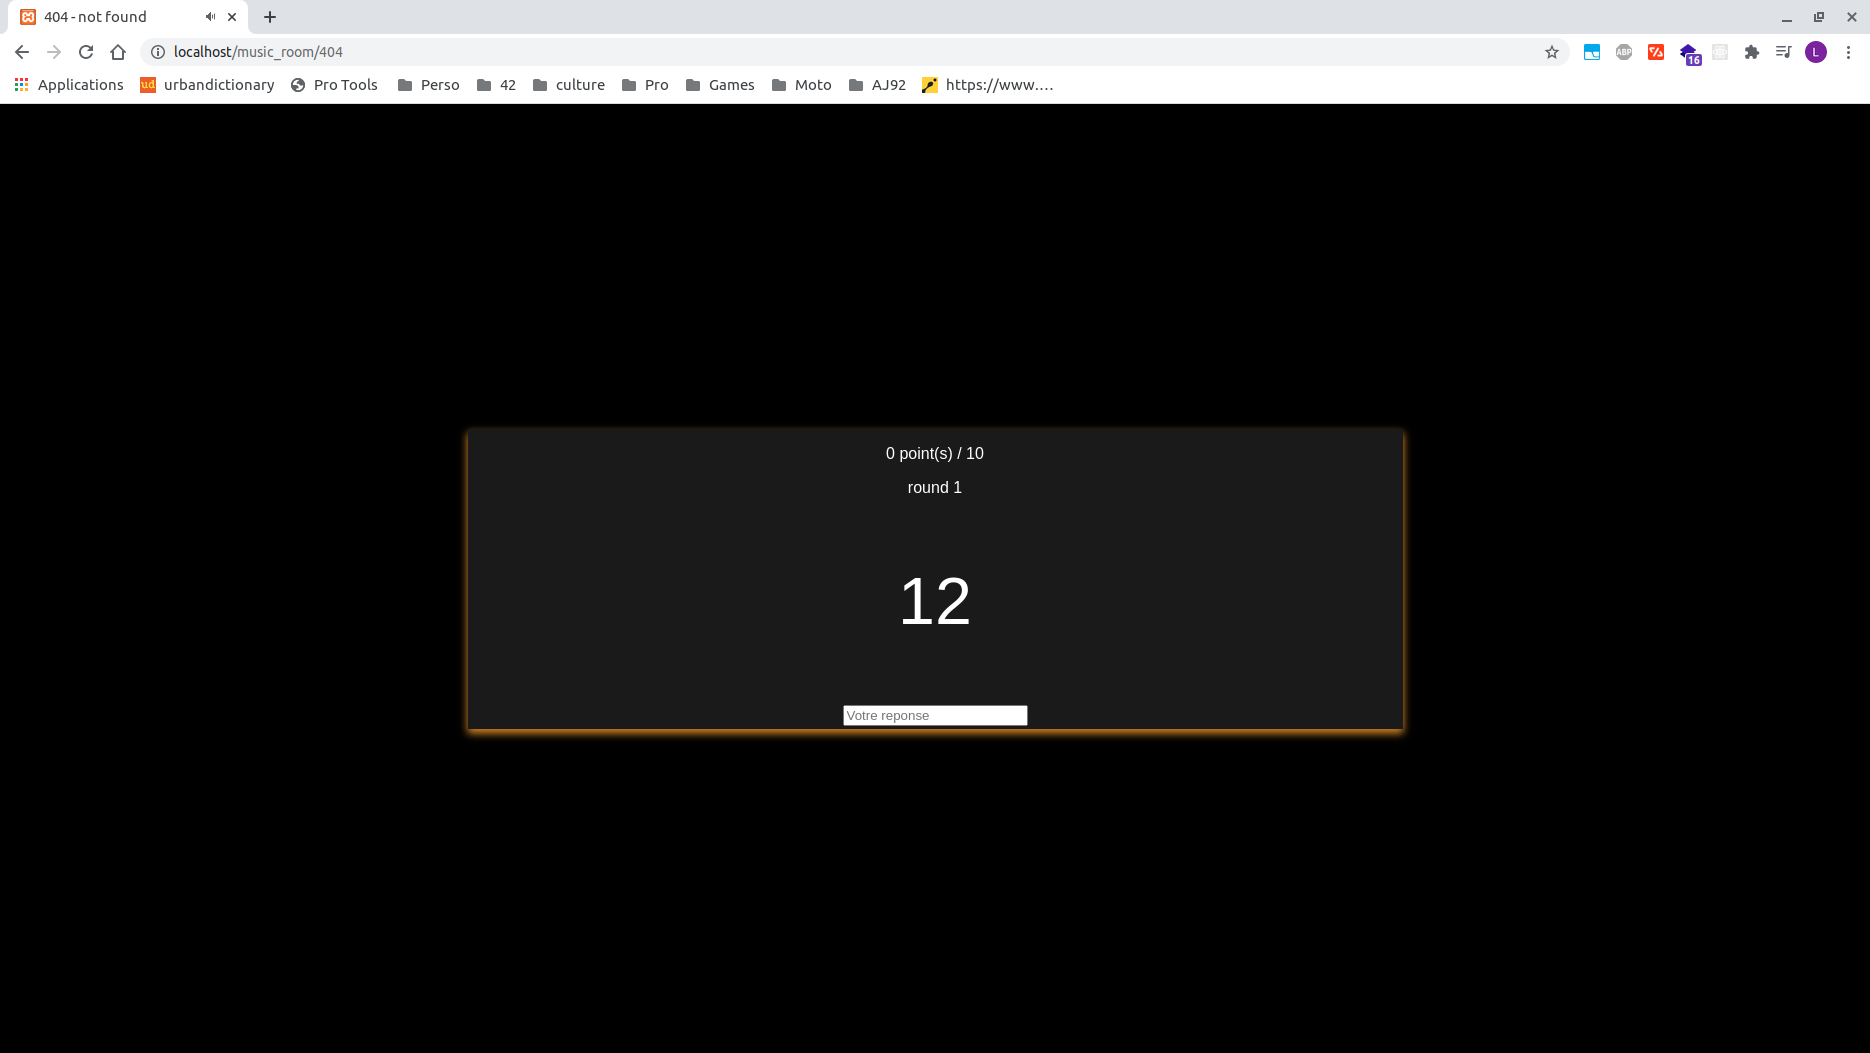 404 - not found
localhost/music_room/404
ABP
16
L
Applications
ud urbandictionary
Pro Tools
Perso
42
culture
Pro
Games
Moto
AJ92
https://www....
0 point(s) / 10
round 1
12
Votre reponse